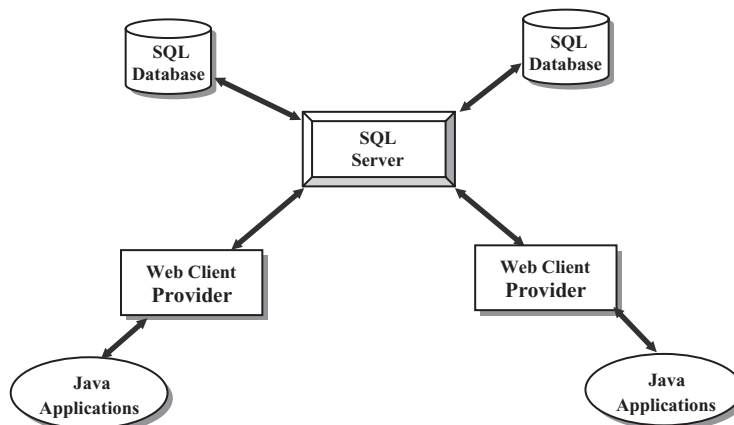 SQL
Database
SQL
Database
SQL
Server
Web Client
Provider
Web Client
Provider
Java
Applications
Java
Applications